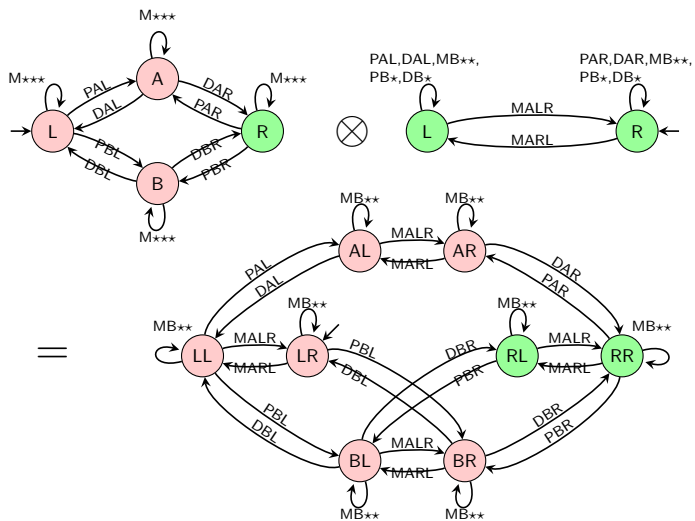 M⋆⋆⋆
A
M⋆⋆⋆
PAL
DAL
DAR
PAR
M⋆⋆⋆
L
R
PBL
DBL
DBR
PBR
B
M⋆⋆⋆
⊗
PAL,DAL,MB⋆⋆,
PB⋆,DB⋆
PAR,DAR,MB⋆⋆,
PB⋆,DB⋆
L
MALR
MARL
R
=
MB⋆⋆
MB⋆⋆
AL
MALR
MARL
AR
PAL
DAL
DAR
PAR
MB⋆⋆
MB⋆⋆
MB⋆⋆
MB⋆⋆
LL
MALR
MARL
LR
PBL
DBL
DBR
PBR
RL
MALR
MARL
RR
PBL
DBL
DBR
PBR
BL
MALR
MARL
BR
MB⋆⋆
MB⋆⋆